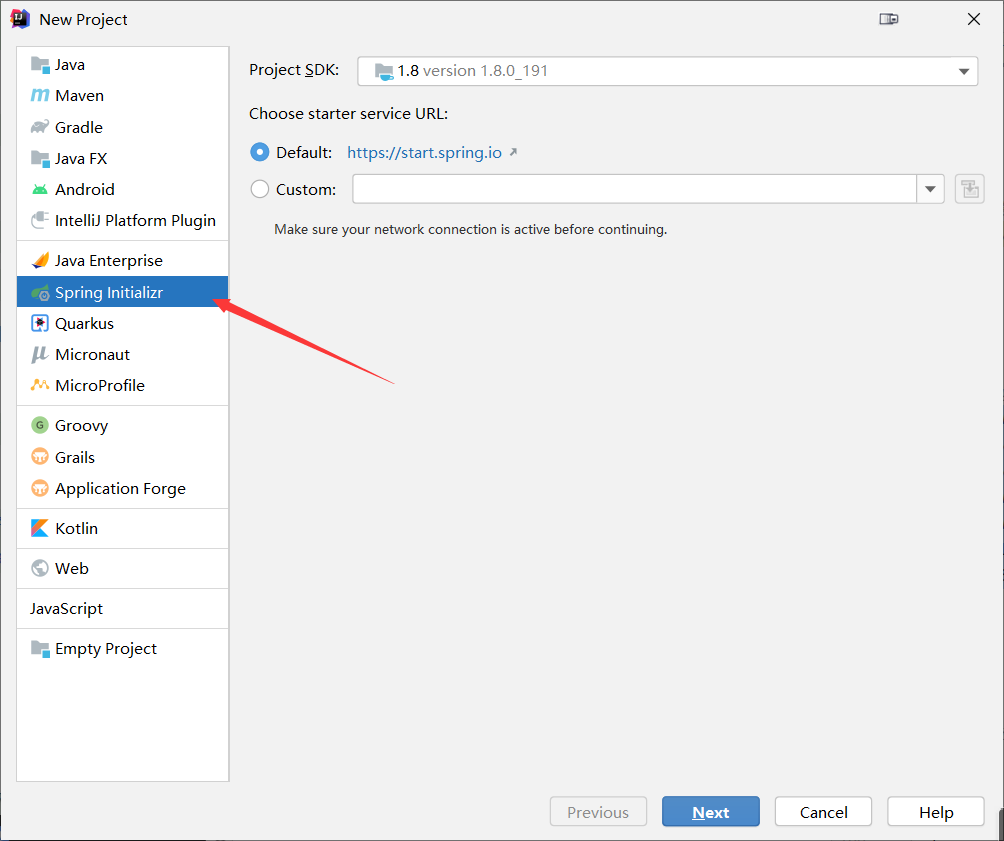 New Project
Java
Maven
Gradle
Java FX
Android
IntelliJ Platform Plugin
Java Enterprise
Spring Initializr
Quarkus
Micronaut
MicroProfile
Groovy
Grails
Application Forge
Kotlin
Web
JavaScript
Empty Project
Project SDK: 1.8 version 1.8.0_191
Choose starter service URL:
Default: https://start.spring.io
Custom:
Make sure your network connection is active before continuing.
Previous Next Cancel Help